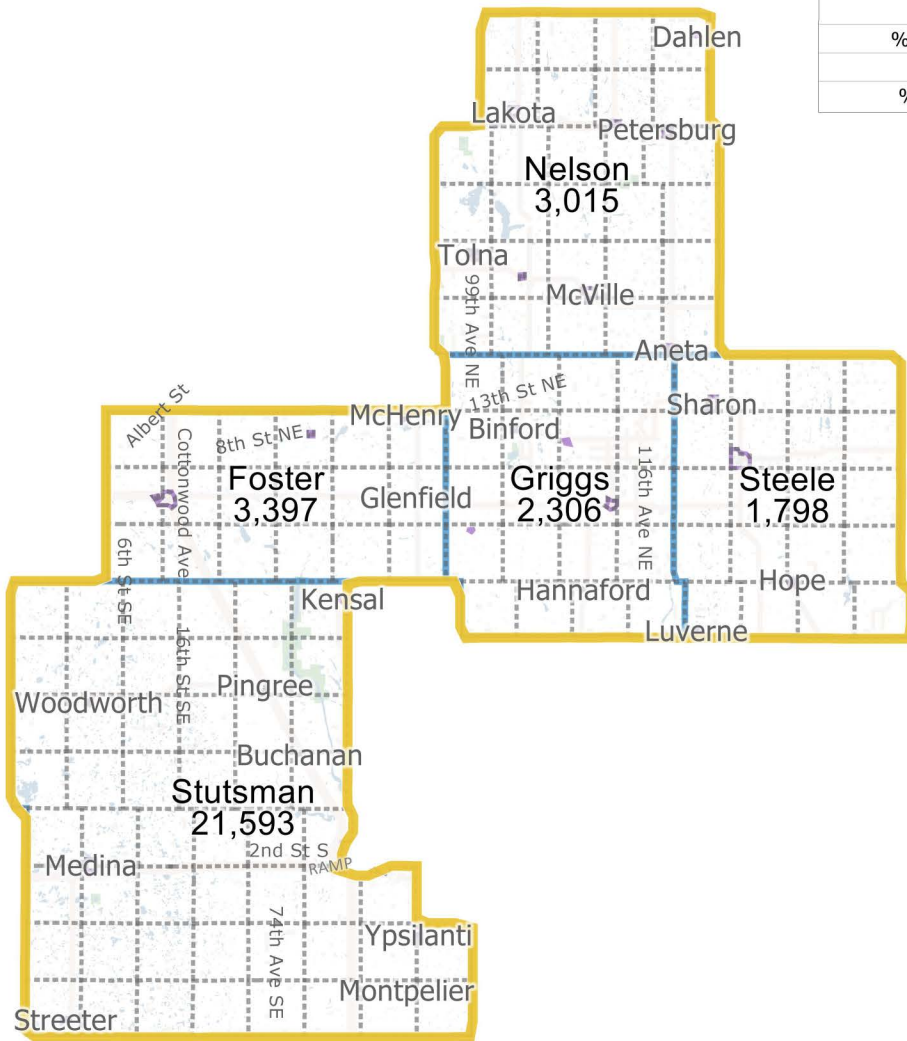 %
%
Dahlen
Lakota
Petersburg
Nelson
3,015
Tolna
99th Ave NE
McVille
Aneta
13th St NE
Albert St
McHenry
Sharon
Binford
8th St NE
Cottonwood Ave
116th Ave NE
Foster
3,397
Glenfield
Griggs
2,306
Steele
1,798
6th St SE
Hannaford
Hope
Kensal
Luverne
16th St SE
Woodworth
Pingree
Buchanan
Stutsman
21,593
2nd St S
RAMP
Medina
74th Ave SE
Ypsilanti
Montpelier
Streeter